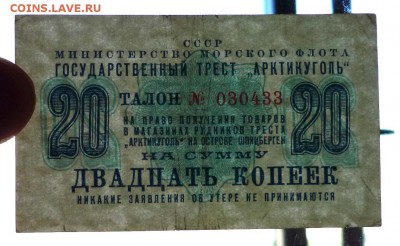 COINS.LAVE.RU
СССР
МИНИСТЕРСТВО МОРСКОГО ФЛОТА
ГОСУДАРСТВЕННЫЙ ТРЕСТ „АРКТИКУГОЛЬ"
20 ТАЛОН № 030433 20
НА ПРАВО ПОЛУЧЕНИЯ ТОВАРОВ
В МАГАЗИНАХ РУДНИКОВ ТРЕСТА
„АРКТИКУГОЛЬ" НА ОСТРОВЕ ШПИЦБЕРГЕН
НА СУММУ
ДВАДЦАТЬ КОПЕЕК
НИКАКИЕ ЗАЯВЛЕНИЯ ОБ УТЕРЕ НЕ ПРИНИМАЮТСЯ